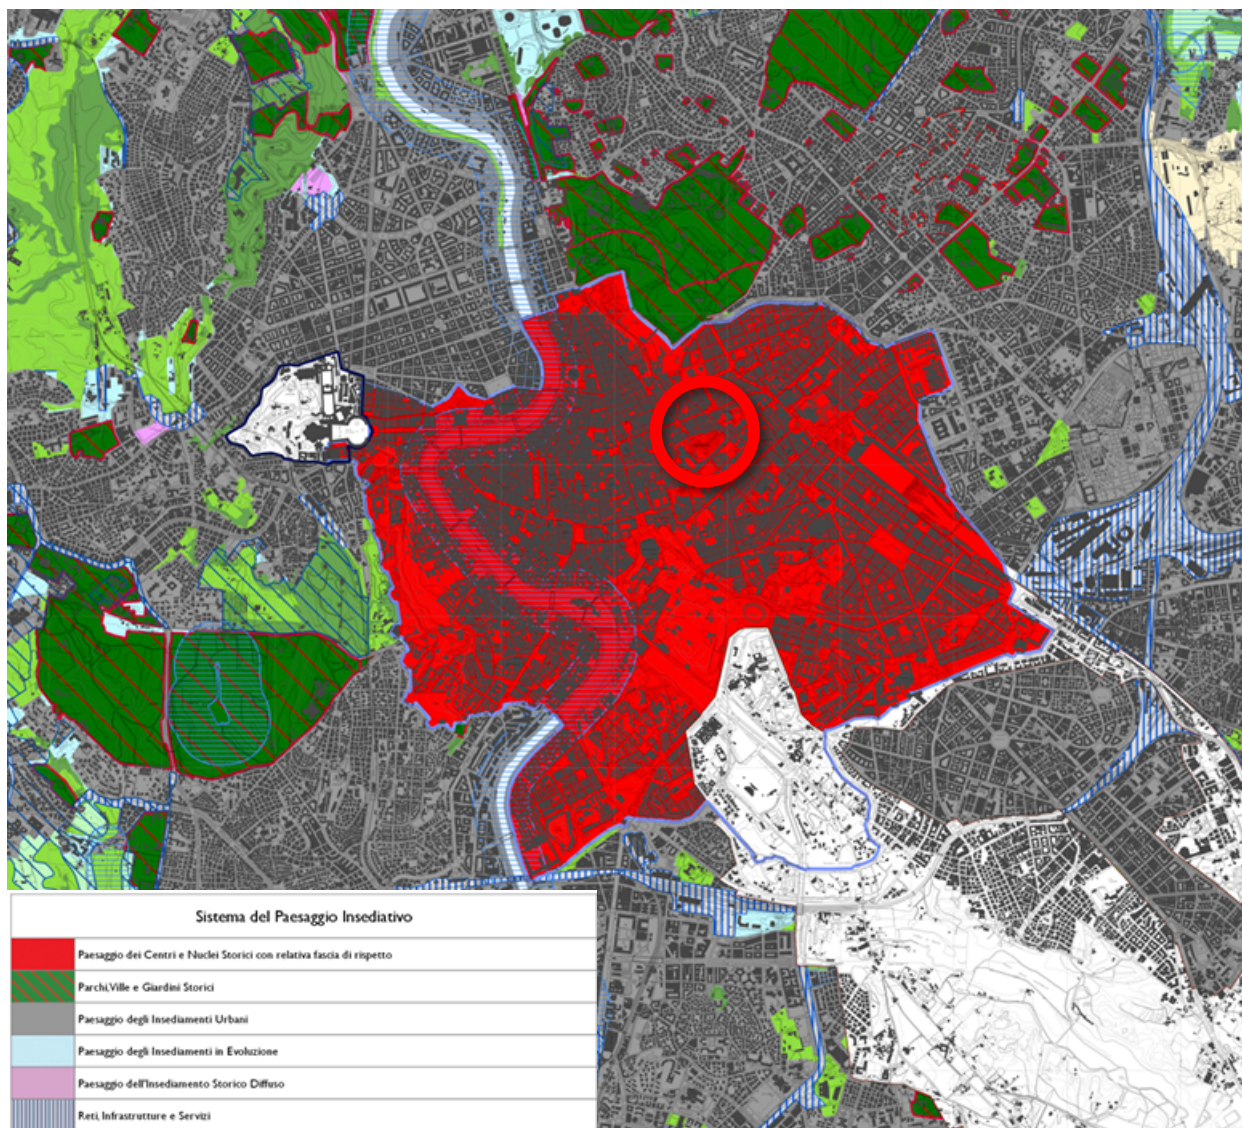 Sistema del Paesaggio Insediativo
Paesaggio dei Centri e Nuclei Storici con relativa fascia di rispetto
Parchi, Ville e Giardini Storici
Paesaggio degli Insediamenti Urbani
Paesaggio degli Insediamenti in Evoluzione
Paesaggio dell'Insediamento Storico Diffuso
Reti, Infrastrutture e Servizi